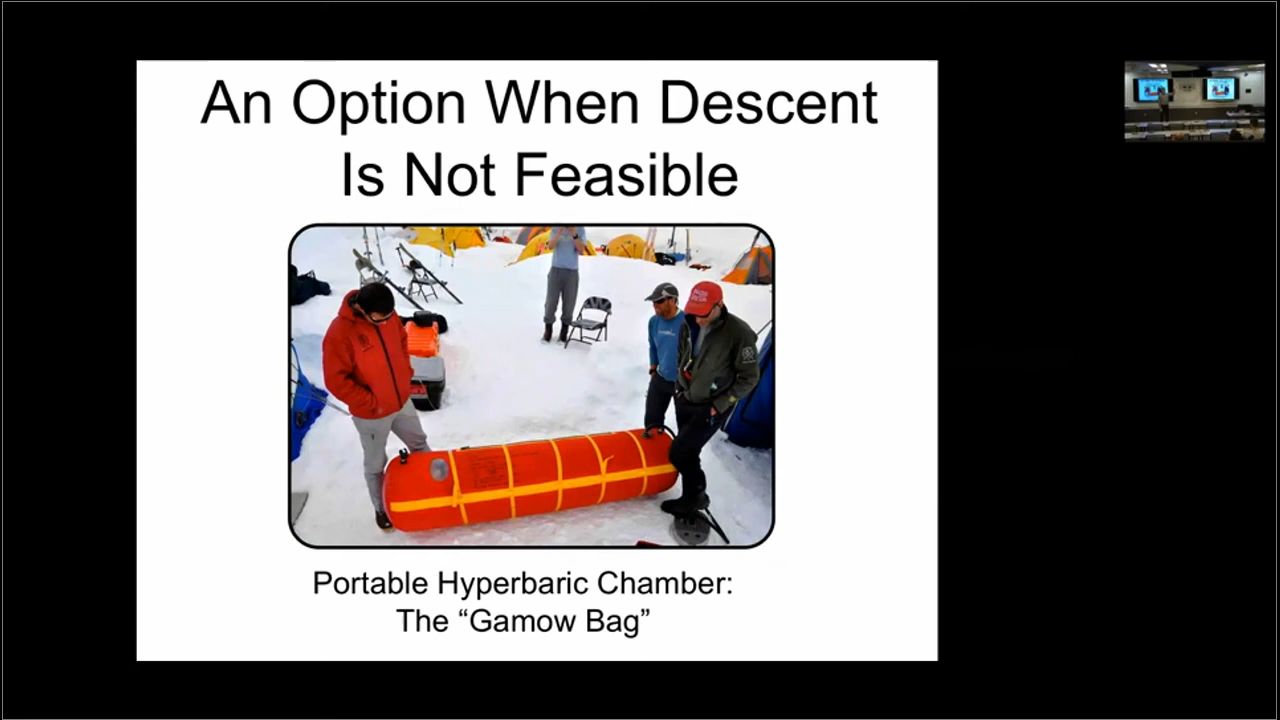 An Option When Descent
Is Not Feasible
Portable Hyperbaric Chamber:
The “Gamow Bag”